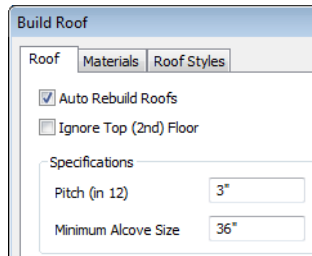 Build Roof
Roof Materials Roof Styles
Auto Rebuild Roofs
Ignore Top (2nd) Floor
Specifications
Pitch (in 12) 3"
Minimum Alcove Size 36"